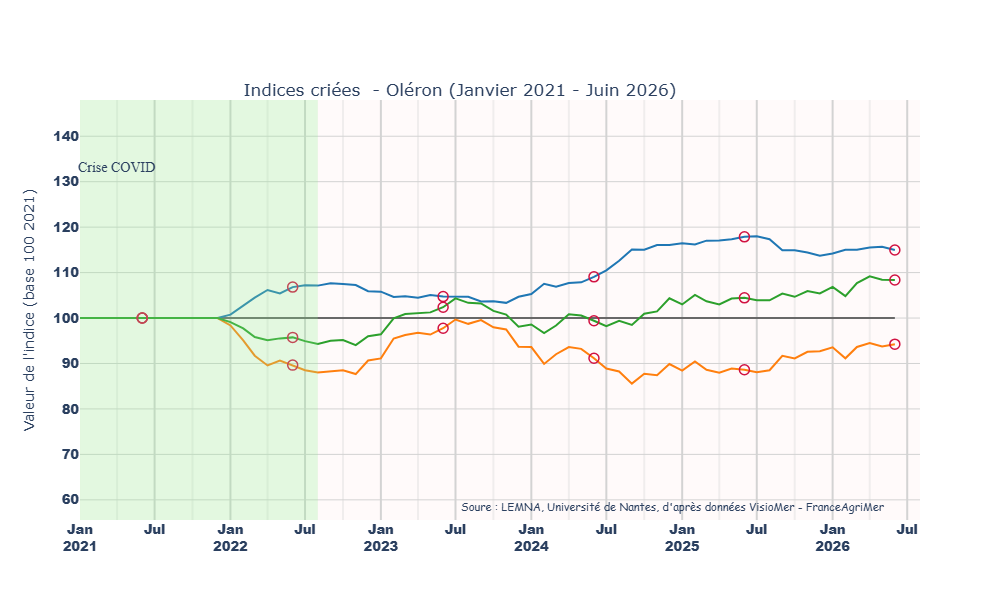 Indices criées  - Oléron (Janvier 2021 - Juin 2026)
Valeur de l'indice (base 100 2021)
140
Crise COVID
130
120
110
100
90
80
70
60
Soure : LEMNA, Université de Nantes, d'après données VisioMer - FranceAgriMer
Jan Jul Jan Jul Jan Jul Jan Jul Jan Jul Jan Jul
2021 2022 2023 2024 2025 2026